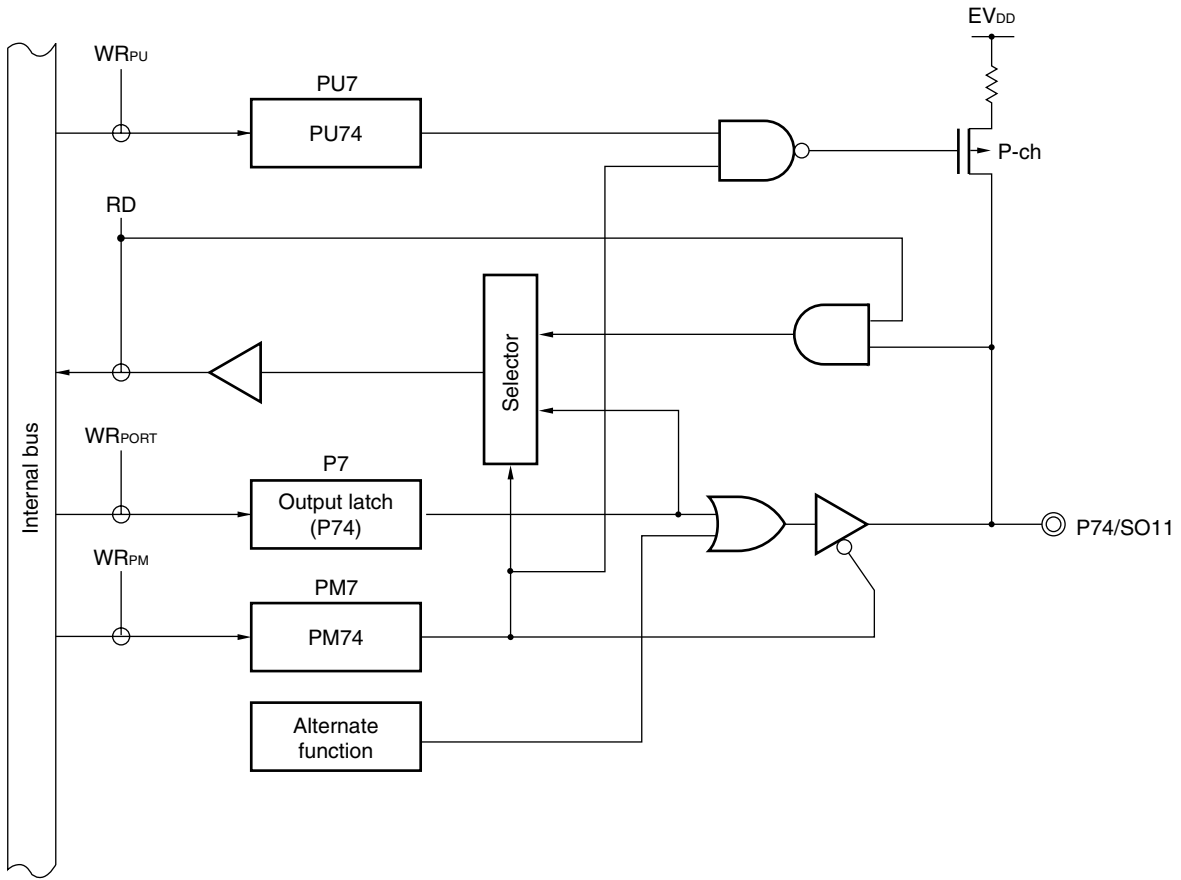 EVDD
WRPU
PU7
PU74
P-ch
RD
Selector
Internal bus
WRPORT
P7
Output latch
(P74)
P74/SO11
WRPM
PM7
PM74
Alternate
function